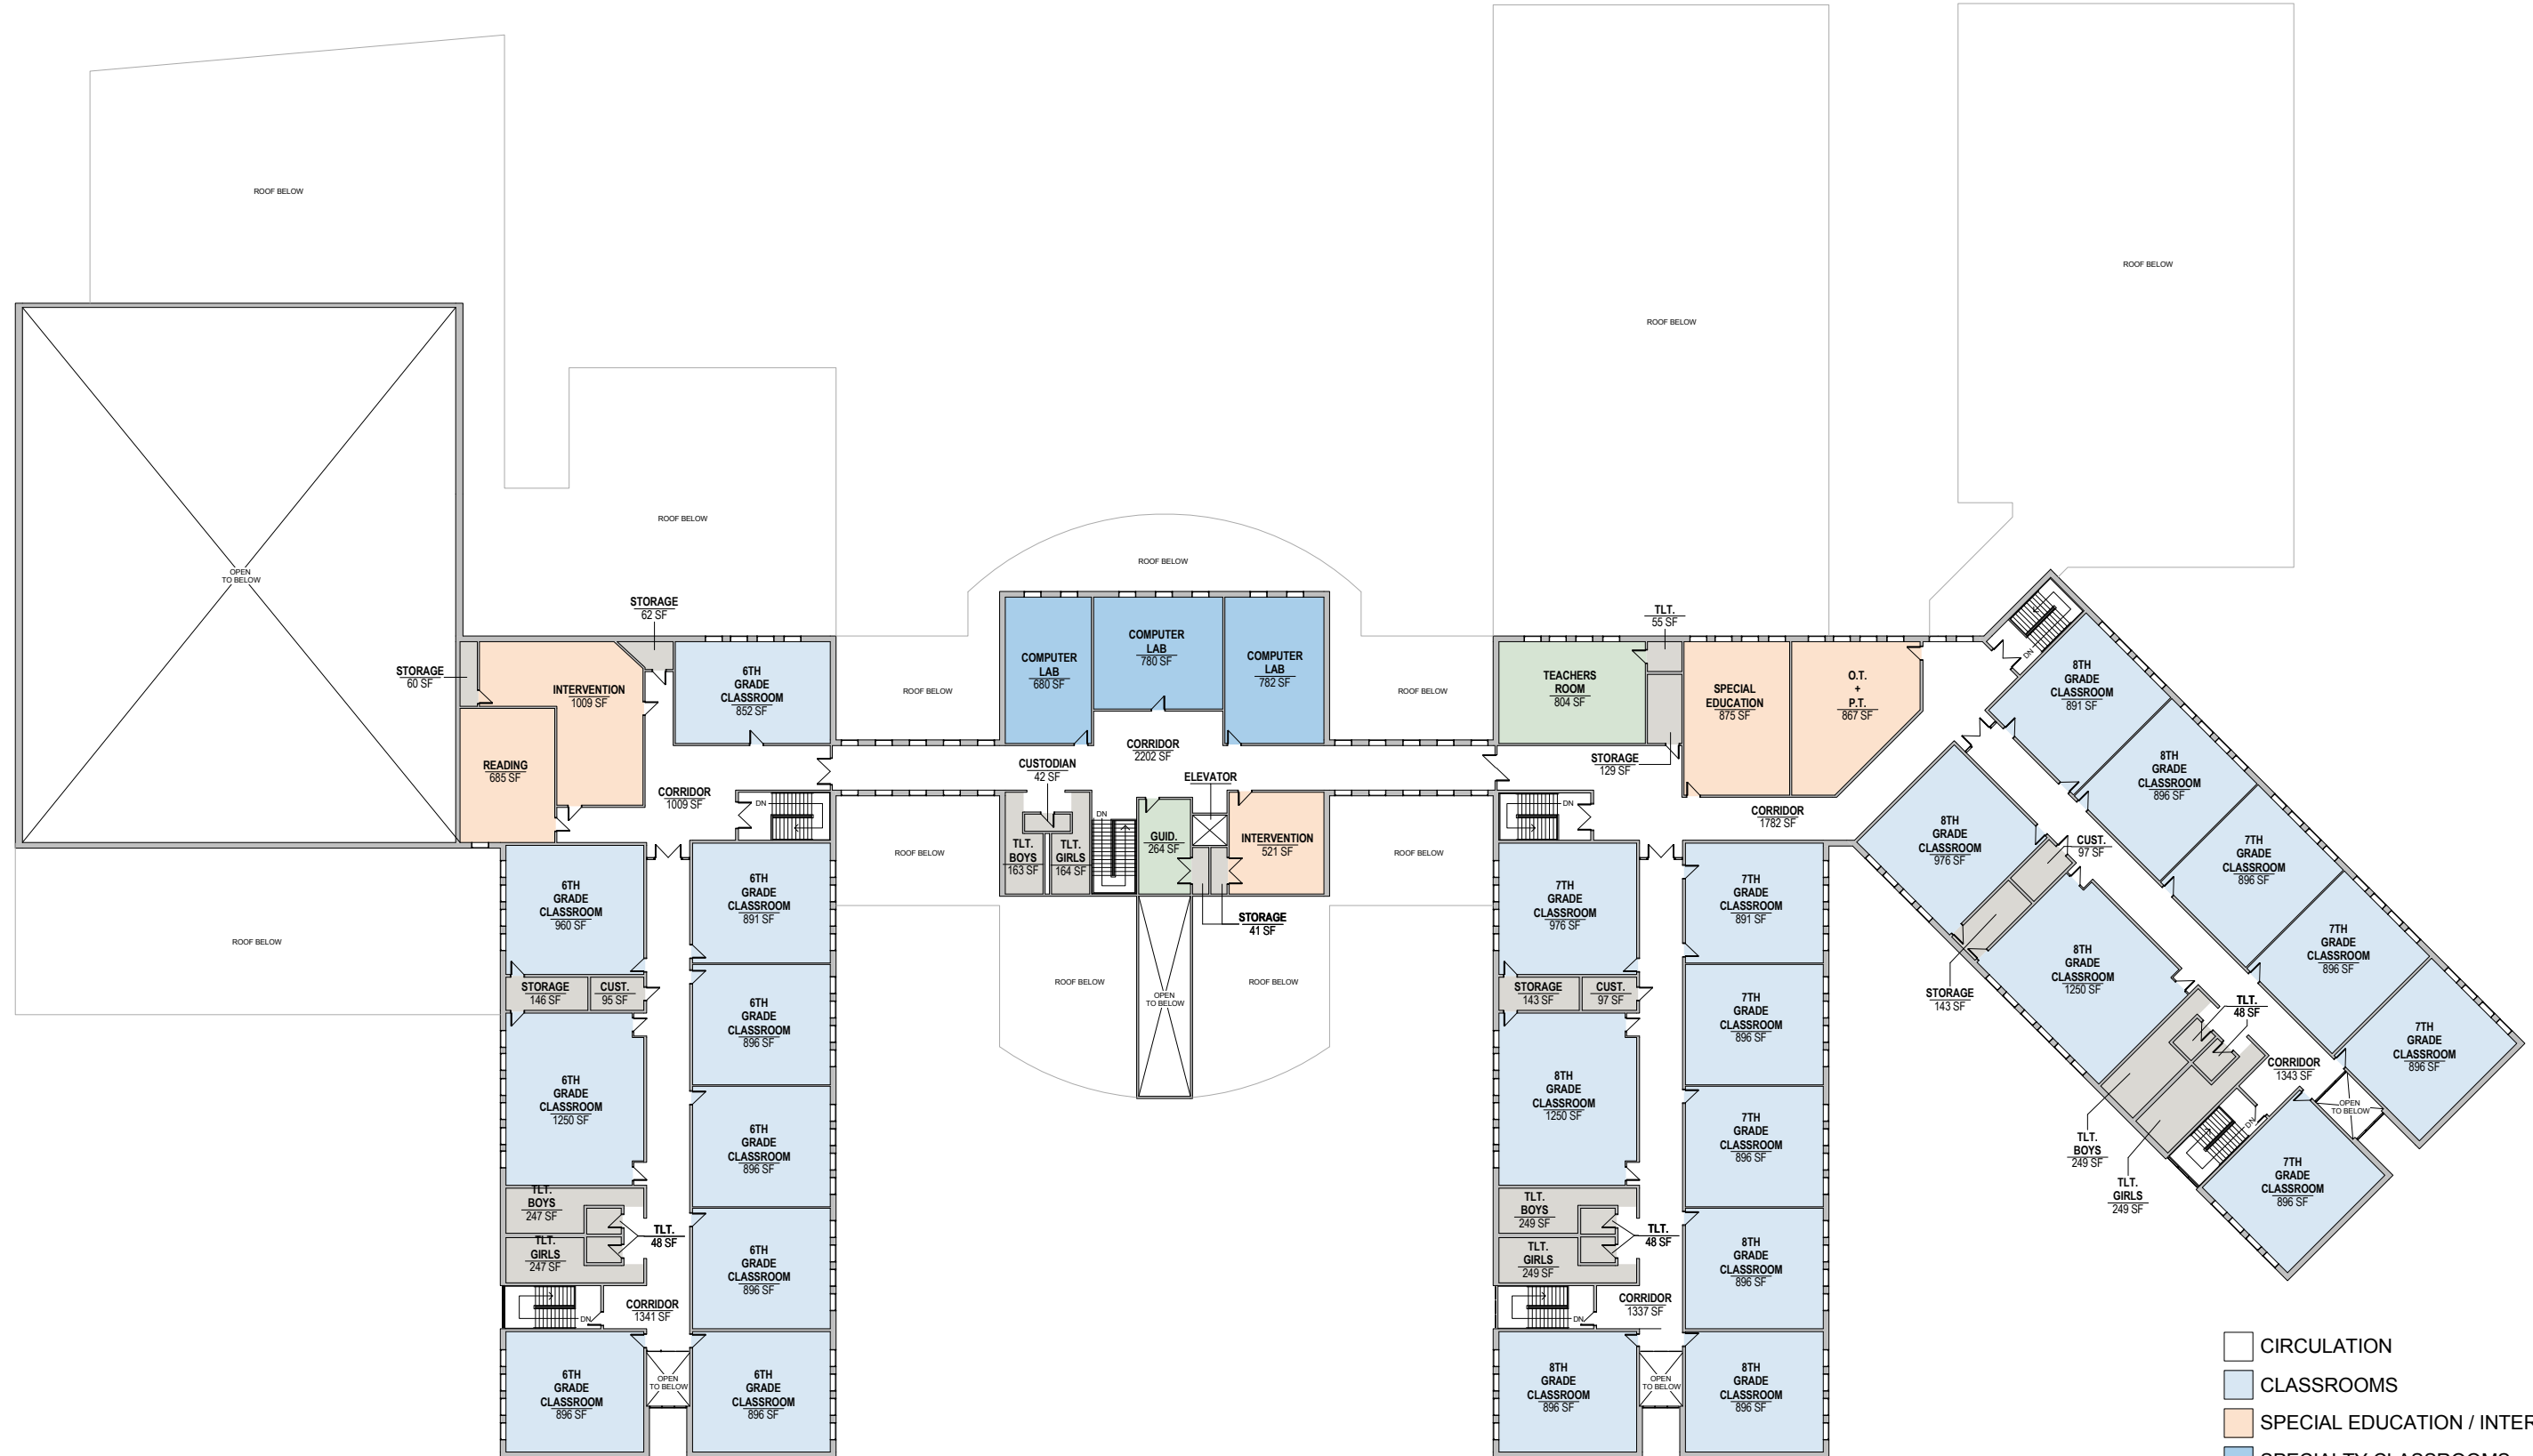 ROOF BELOW
ROOF BELOW
ROOF BELOW
ROOF BELOW
ROOF BELOW
OPEN
TO BELOW
STORAGE
62 SF
STORAGE
60 SF
INTERVENTION
1009 SF
6TH
GRADE
CLASSROOM
852 SF
READING
685 SF
CORRIDOR
1009 SF
DN
ROOF BELOW
ROOF BELOW
ROOF BELOW
COMPUTER
LAB
680 SF
COMPUTER
LAB
780 SF
COMPUTER
LAB
782 SF
CORRIDOR
2202 SF
CUSTODIAN
42 SF
ELEVATOR
TLT.
BOYS
163 SF
TLT.
GIRLS
164 SF
DN
GUID.
264 SF
INTERVENTION
521 SF
STORAGE
41 SF
ROOF BELOW
ROOF BELOW
ROOF BELOW
ROOF BELOW
OPEN
TO BELOW
ROOF BELOW
TLT.
55 SF
TEACHERS
ROOM
804 SF
SPECIAL
EDUCATION
875 SF
O.T.
+
P.T.
867 SF
STORAGE
129 SF
DN
CORRIDOR
1782 SF
6TH
GRADE
CLASSROOM
960 SF
6TH
GRADE
CLASSROOM
891 SF
STORAGE
146 SF
CUST.
95 SF
6TH
GRADE
CLASSROOM
896 SF
6TH
GRADE
CLASSROOM
1250 SF
6TH
GRADE
CLASSROOM
896 SF
TLT.
BOYS
247 SF
TLT.
GIRLS
247 SF
TLT.
48 SF
6TH
GRADE
CLASSROOM
896 SF
CORRIDOR
1341 SF
DN
6TH
GRADE
CLASSROOM
896 SF
OPEN
TO BELOW
6TH
GRADE
CLASSROOM
896 SF
7TH
GRADE
CLASSROOM
976 SF
7TH
GRADE
CLASSROOM
891 SF
STORAGE
143 SF
CUST.
97 SF
7TH
GRADE
CLASSROOM
896 SF
8TH
GRADE
CLASSROOM
1250 SF
7TH
GRADE
CLASSROOM
896 SF
TLT.
BOYS
249 SF
TLT.
GIRLS
249 SF
TLT.
48 SF
8TH
GRADE
CLASSROOM
896 SF
CORRIDOR
1337 SF
DN
8TH
GRADE
CLASSROOM
896 SF
OPEN
TO BELOW
8TH
GRADE
CLASSROOM
896 SF
DN
8TH
GRADE
CLASSROOM
891 SF
8TH
GRADE
CLASSROOM
896 SF
8TH
GRADE
CLASSROOM
976 SF
CUST.
97 SF
7TH
GRADE
CLASSROOM
896 SF
STORAGE
143 SF
8TH
GRADE
CLASSROOM
1250 SF
7TH
GRADE
CLASSROOM
896 SF
TLT.
48 SF
7TH
GRADE
CLASSROOM
896 SF
CORRIDOR
1343 SF
OPEN
TO BELOW
DN
TLT.
BOYS
249 SF
TLT.
GIRLS
249 SF
7TH
GRADE
CLASSROOM
896 SF
CIRCULATION
CLASSROOMS
SPECIAL EDUCATION / INTER
SPECIALTY CLASSROOMS